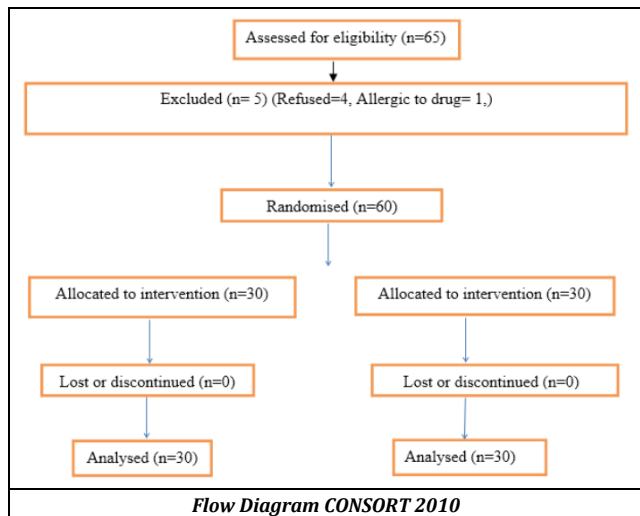 Assessed for eligibility (n=65)
Excluded (n= 5) (Refused=4, Allergic to drug= 1,)
Randomised (n=60)
Allocated to intervention (n=30)
Allocated to intervention (n=30)
Lost or discontinued (n=0)
Lost or discontinued (n=0)
Analysed (n=30)
Analysed (n=30)
Flow Diagram CONSORT 2010